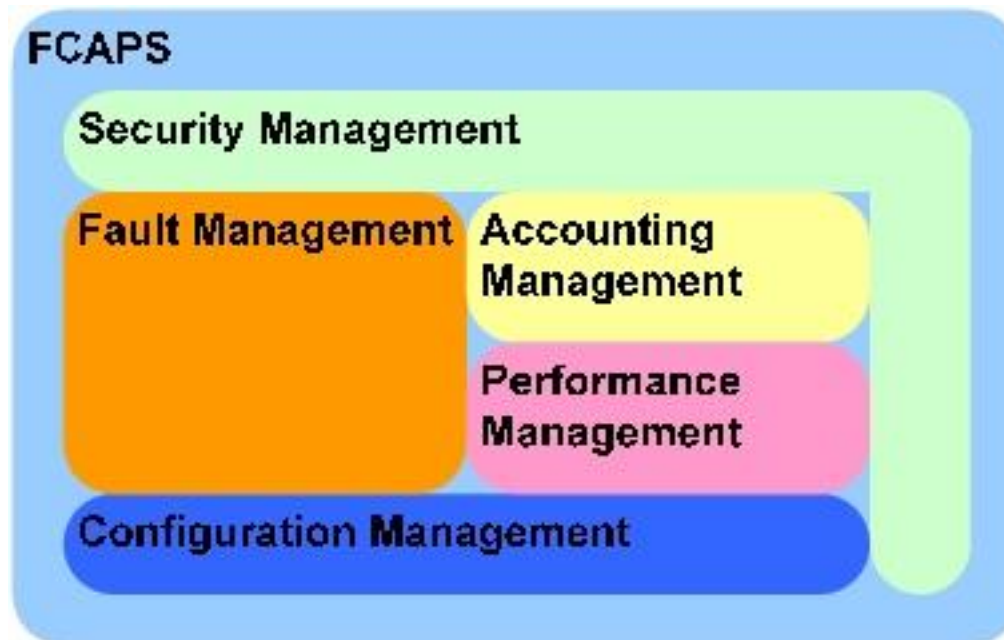 FCAPS
Security Management
Fault Management
Accounting
Management
Performance
Management
Configuration Management